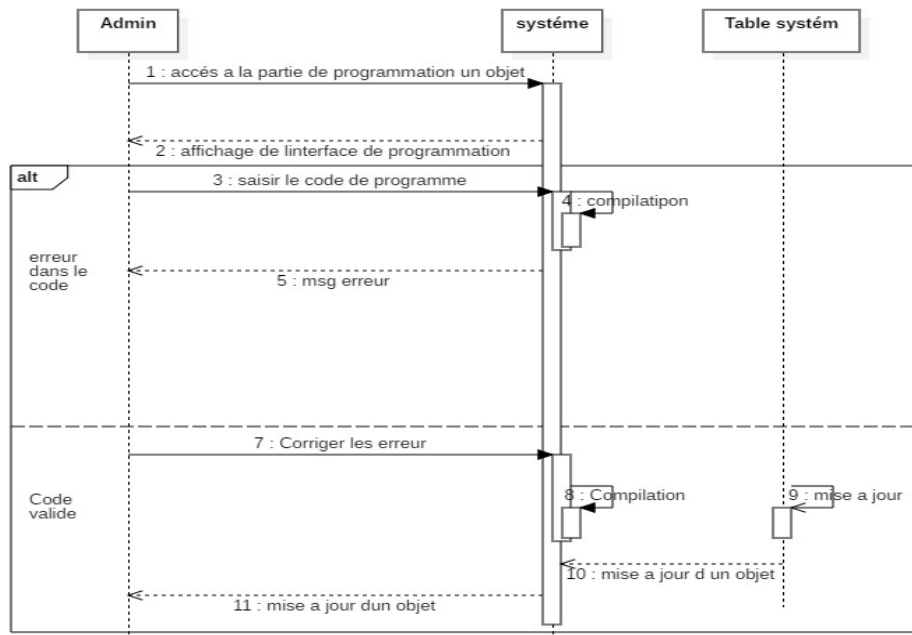 Admin
systéme
Table systém
1 : accés a la partie de programmation un objet
2 : affichage de linterface de programmation
alt
3 : saisir le code de programme
4 : compilatipon
erreur
dans le
code
5 : msg erreur
7 : Corriger les erreur
Code
valide
8 : Compilation
9 : mise a jour
10 : mise a jour d un objet
11 : mise a jour dun objet